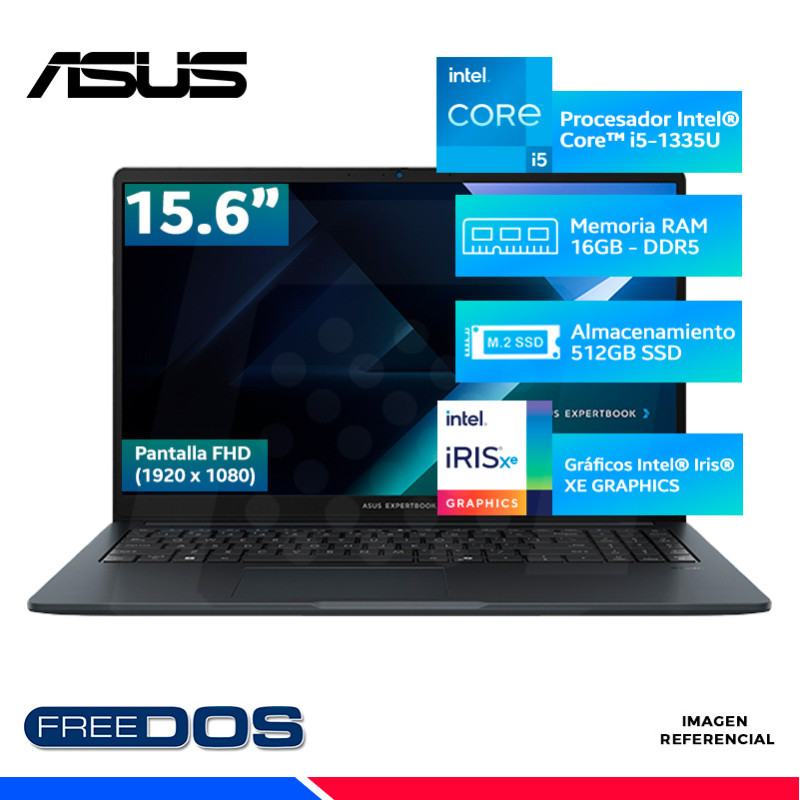 ASUS
intel.
CORE™
i5
Procesador Intel®
Core™ i5-1335U
15.6”
Memoria RAM
16GB - DDR5
M.2 SSD
Almacenamiento
512GB SSD
S EXPERTBOOK
intel.
iRISxe
GRAPHICS
Gráficos Intel® Iris®
XE GRAPHICS
Pantalla FHD
(1920 x 1080)
ASUS EXPERTBOOK
FREEDOS
IMAGEN
REFERENCIAL